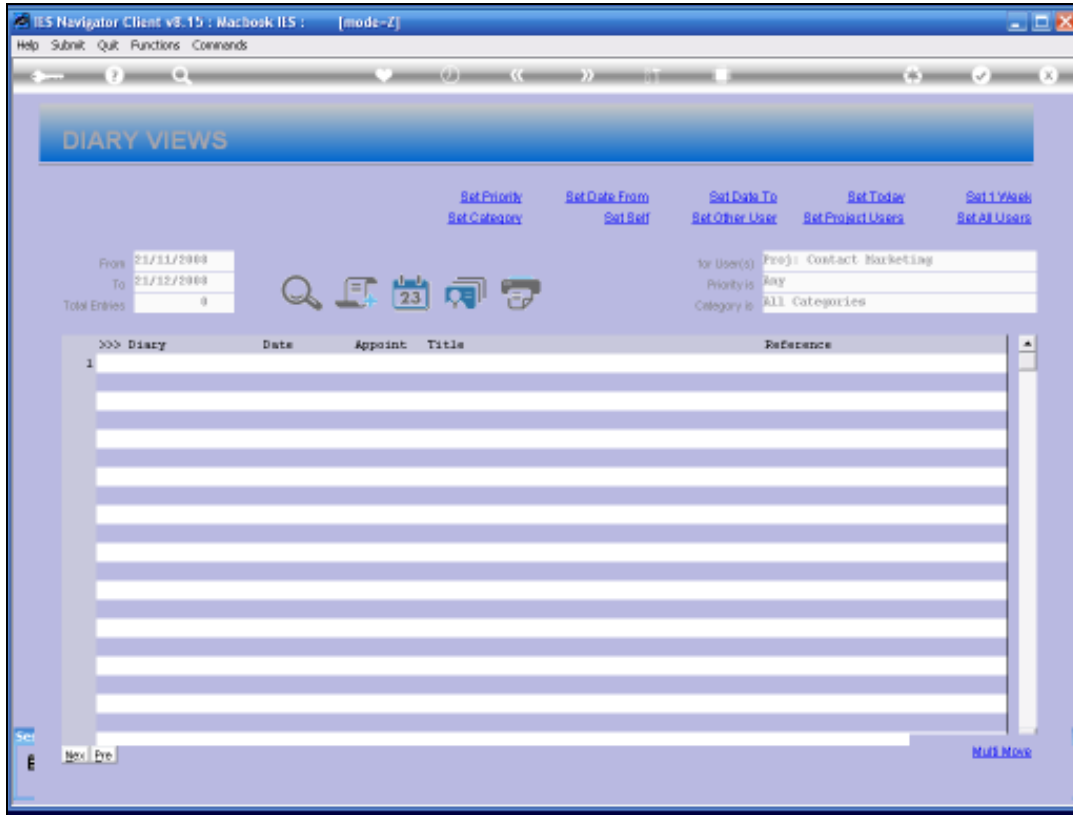 IES Navigator Client v8.15 : Macbook IES : [mode-Z]
Help Submit Quit Functions Commands
DIARY VIEWS
Set Priority Set Date From Set Date To Set Today Set 1 Week
Set Category Set Self Set Other User Set Project Users Set All Users
From 21/11/2008 for User(s) Proj: Contact Marketing
To 21/12/2008 Priority is Any
Total Entries 0 Category is All Categories
23
>>> Diary Date Appoint Title Reference
1
Nex Pre Multi Move